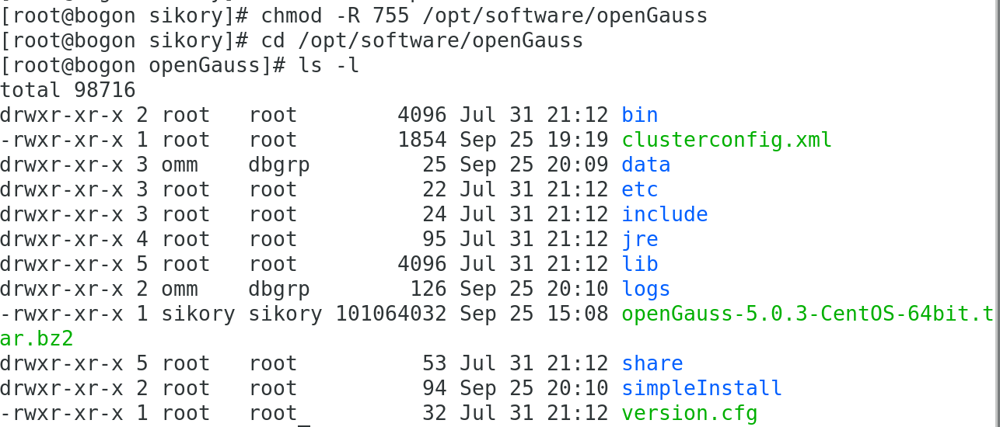 [root@bogon sikory]# chmod -R 755 /opt/software/openGauss
[root@bogon sikory]# cd /opt/software/openGauss
[root@bogon openGauss]# ls -l
total 98716
drwxr-xr-x 2 root   root        4096 Jul 31 21:12 bin
-rwxr-xr-x 1 root   root        1854 Sep 25 19:19 clusterconfig.xml
drwxr-xr-x 3 omm    dbgrp         25 Sep 25 20:09 data
drwxr-xr-x 3 root   root          22 Jul 31 21:12 etc
drwxr-xr-x 3 root   root          24 Jul 31 21:12 include
drwxr-xr-x 4 root   root          95 Jul 31 21:12 jre
drwxr-xr-x 5 root   root        4096 Jul 31 21:12 lib
drwxr-xr-x 2 omm    dbgrp        126 Sep 25 20:10 logs
-rwxr-xr-x 1 sikory sikory 101064032 Sep 25 15:08 openGauss-5.0.3-CentOS-64bit.t
ar.bz2
drwxr-xr-x 5 root   root          53 Jul 31 21:12 share
drwxr-xr-x 2 root   root          94 Sep 25 20:10 simpleInstall
-rwxr-xr-x 1 root   root          32 Jul 31 21:12 version.cfg